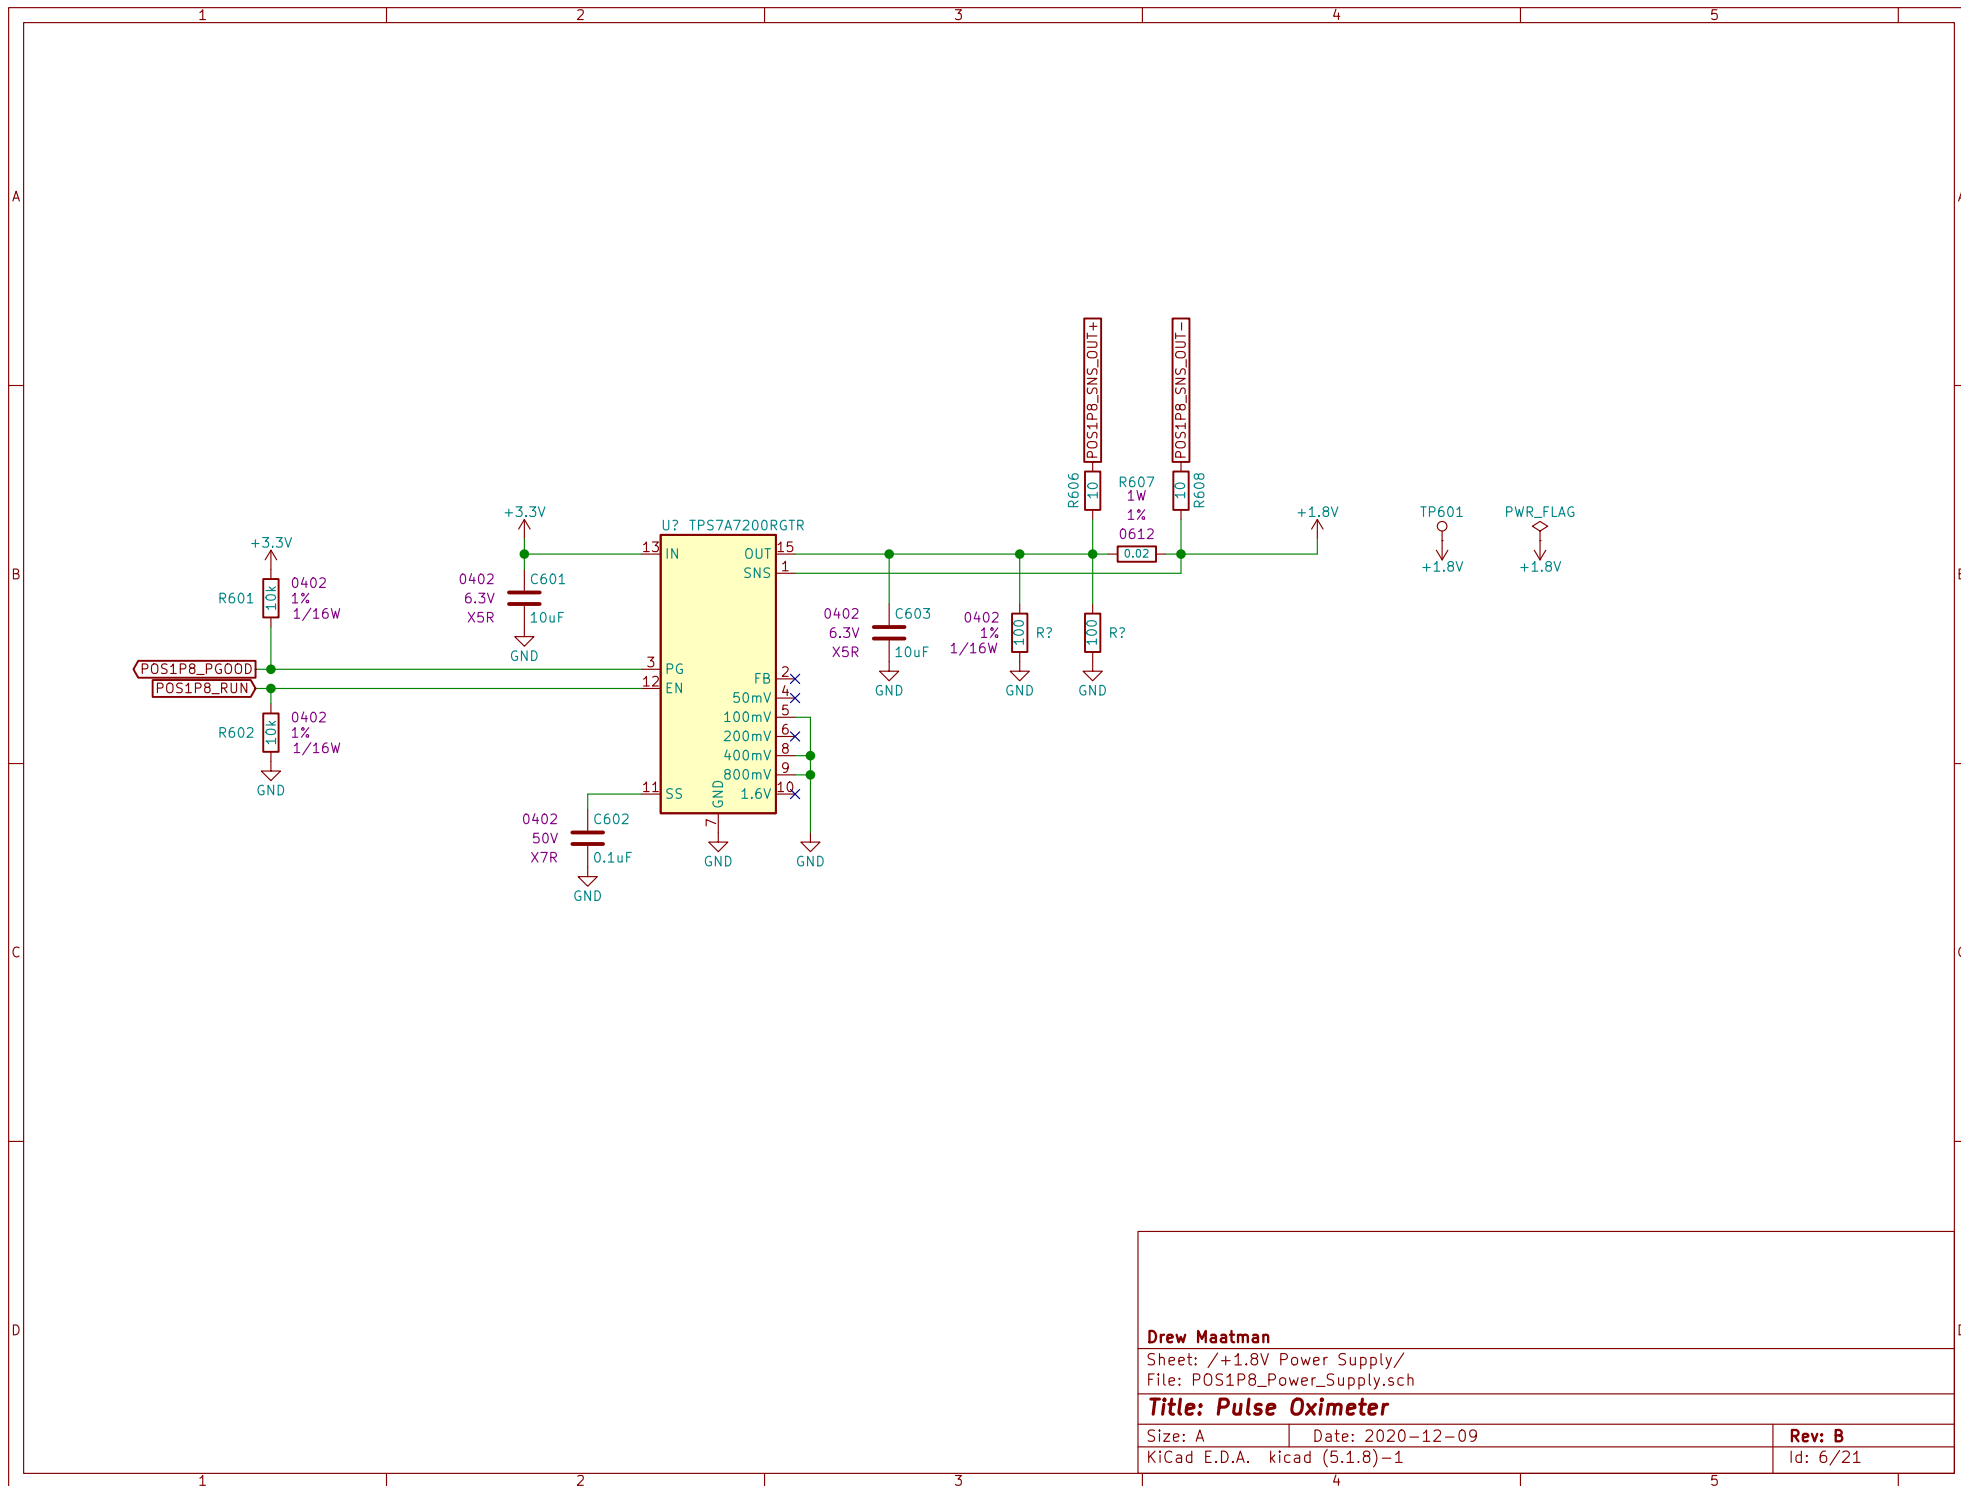 1 2 3 4 5
A
B
C
D
POS1P8_SNS_OUT+
POS1P8_SNS_OUT-
R606
10
R607
1W
1%
0612
0.02
10
R608
+3.3V
R601
10k
0402
1%
1/16W
POS1P8_PGOOD
POS1P8_RUN
R602
10k
0402
1%
1/16W
GND
+3.3V
0402
6.3V
X5R
C601
10uF
GND
U? TPS7A7200RGTR
13 IN
3 PG
12 EN
11 SS
OUT 15
SNS 1
FB 2
50mV 4
100mV 5
200mV 6
400mV 8
800mV 9
1.6V 10
GND
7
GND
GND
0402
50V
X7R
C602
0.1uF
GND
0402
6.3V
X5R
C603
10uF
GND
0402
1%
1/16W
100
R?
GND
100
R?
GND
+1.8V
TP601
+1.8V
PWR_FLAG
+1.8V
Drew Maatman
Sheet: /+1.8V Power Supply/
File: POS1P8_Power_Supply.sch
Title: Pulse Oximeter
Size: A Date: 2020-12-09 Rev: B
KiCad E.D.A. kicad (5.1.8)-1 Id: 6/21
1 2 3 4 5